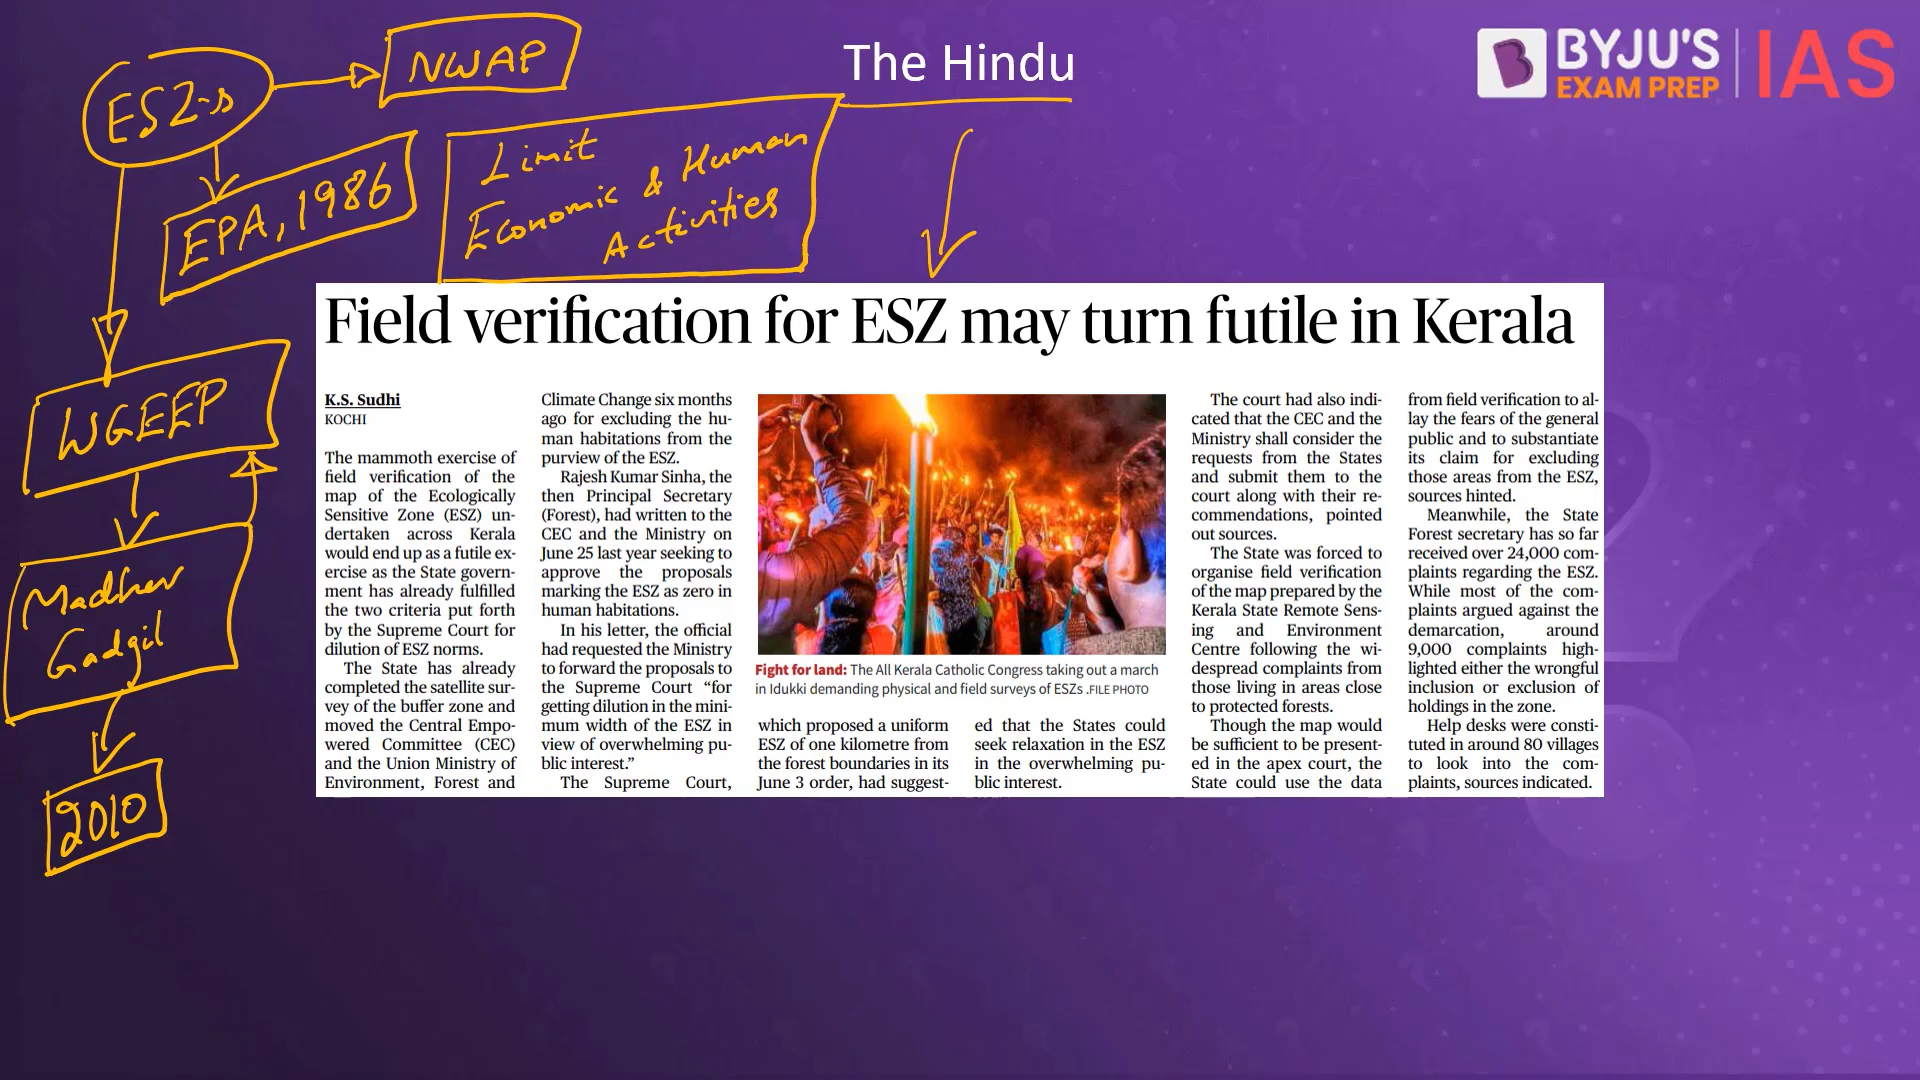 The Hindu
BYJU'S
EXAM PREP
IAS
ESZ-s
NWAP
EPA, 1986
Limit
Economic & Human
Activities
WGEEP
Madhav
Gadgil
2010
Field verification for ESZ may turn futile in Kerala
K.S. Sudhi
KOCHI
The mammoth exercise of
field verification of the
map of the Ecologically
Sensitive Zone (ESZ) un-
dertaken across Kerala
would end up as a futile ex-
ercise as the State govern-
ment has already fulfilled
the two criteria put forth
by the Supreme Court for
dilution of ESZ norms.
The State has already
completed the satellite sur-
vey of the buffer zone and
moved the Central Empo-
wered Committee (CEC)
and the Union Ministry of
Environment, Forest and
Climate Change six months
ago for excluding the hu-
man habitations from the
purview of the ESZ.
Rajesh Kumar Sinha, the
then Principal Secretary
(Forest), had written to the
CEC and the Ministry on
June 25 last year seeking to
approve the proposals
marking the ESZ as zero in
human habitations.
In his letter, the official
had requested the Ministry
to forward the proposals to
the Supreme Court “for
getting dilution in the mini-
mum width of the ESZ in
view of overwhelming pu-
blic interest.”
The Supreme Court,
Fight for land: The All Kerala Catholic Congress taking out a march
in Idukki demanding physical and field surveys of ESZs .FILE PHOTO
which proposed a uniform
ESZ of one kilometre from
the forest boundaries in its
June 3 order, had suggest-
ed that the States could
seek relaxation in the ESZ
in the overwhelming pu-
blic interest.
The court had also indi-
cated that the CEC and the
Ministry shall consider the
requests from the States
and submit them to the
court along with their re-
commendations, pointed
out sources.
The State was forced to
organise field verification
of the map prepared by the
Kerala State Remote Sens-
ing and Environment
Centre following the wi-
despread complaints from
those living in areas close
to protected forests.
Though the map would
be sufficient to be present-
ed in the apex court, the
State could use the data
from field verification to al-
lay the fears of the general
public and to substantiate
its claim for excluding
those areas from the ESZ,
sources hinted.
Meanwhile, the State
Forest secretary has so far
received over 24,000 com-
plaints regarding the ESZ.
While most of the com-
plaints argued against the
demarcation, around
9,000 complaints high-
lighted either the wrongful
inclusion or exclusion of
holdings in the zone.
Help desks were consti-
tuted in around 80 villages
to look into the com-
plaints, sources indicated.